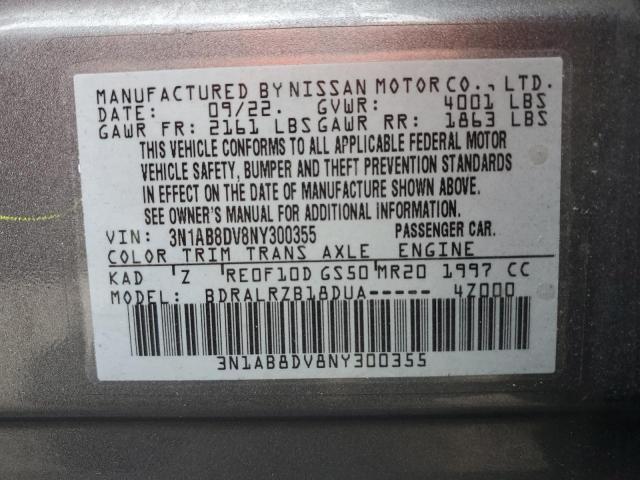 MANUFACTURED BY NISSAN MOTOR CO., LTD.
DATE: 09/22. GVWR: 4001 LBS
GAWR FR: 2161 LBS GAWR RR: 1863 LBS
THIS VEHICLE CONFORMS TO ALL APPLICABLE FEDERAL MOTOR
VEHICLE SAFETY, BUMPER AND THEFT PREVENTION STANDARDS
IN EFFECT ON THE DATE OF MANUFACTURE SHOWN ABOVE.
SEE OWNER'S MANUAL FOR ADDITIONAL INFORMATION.
VIN: 3N1AB8DV8NY300355 PASSENGER CAR.
COLOR TRIM TRANS AXLE ENGINE
KAD Z RE0F10D GS50 MR20 1997 CC
MODEL: BDRALRZB18DUA----- 4Z000
3N1AB8DV8NY300355